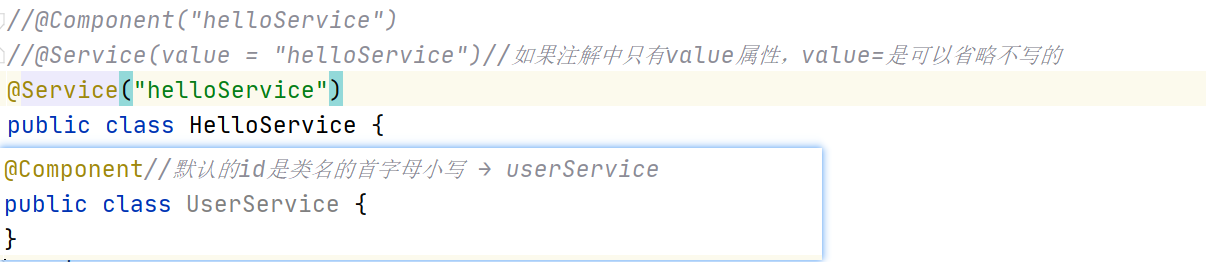 //@Component("helloService")
//@Service(value = "helloService")//如果注解中只有value属性，value=是可以省略不写的
@Service("helloService")
public class HelloService {
@Component//默认的id是类名的首字母小写 → userService
public class UserService {
}